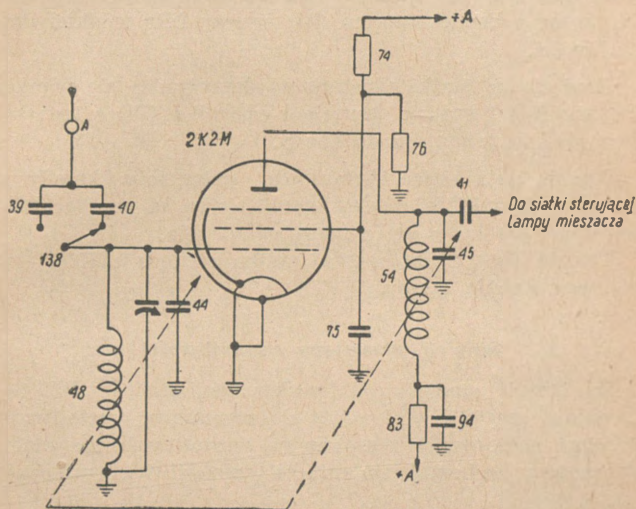 +A
74
A
2K2M
76
39
40
41
Do siatki sterującej
lampy mieszacza
138
45
54
44
75
48
83
94
+A